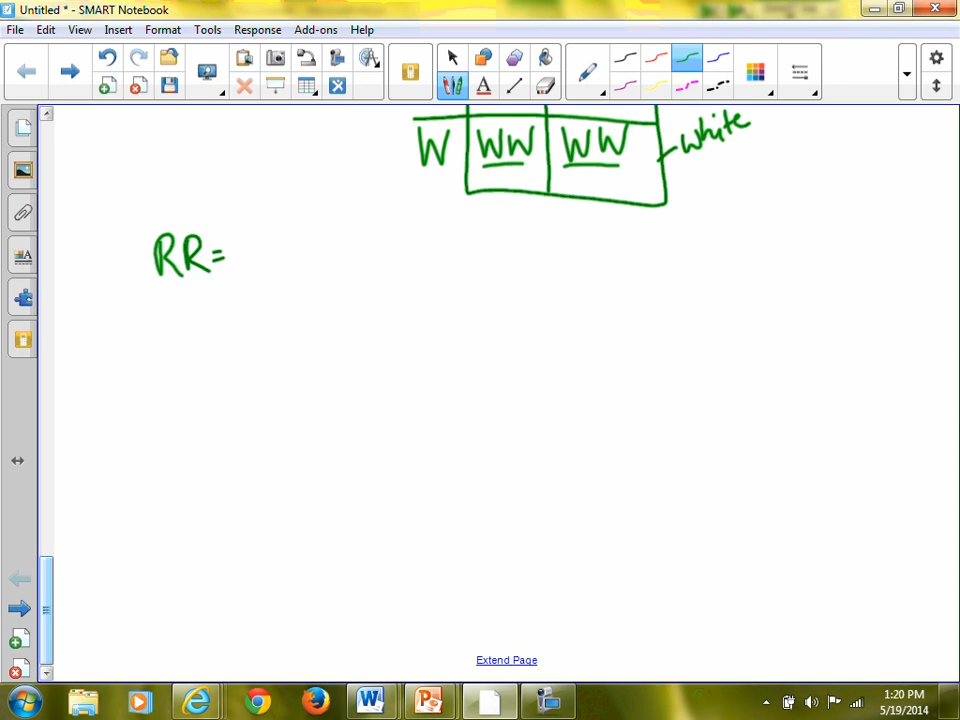 Untitled * - SMART Notebook
File Edit View Insert Format Tools Response Add-ons Help
W WW WW white
RR=
Extend Page
1:20 PM
5/19/2014